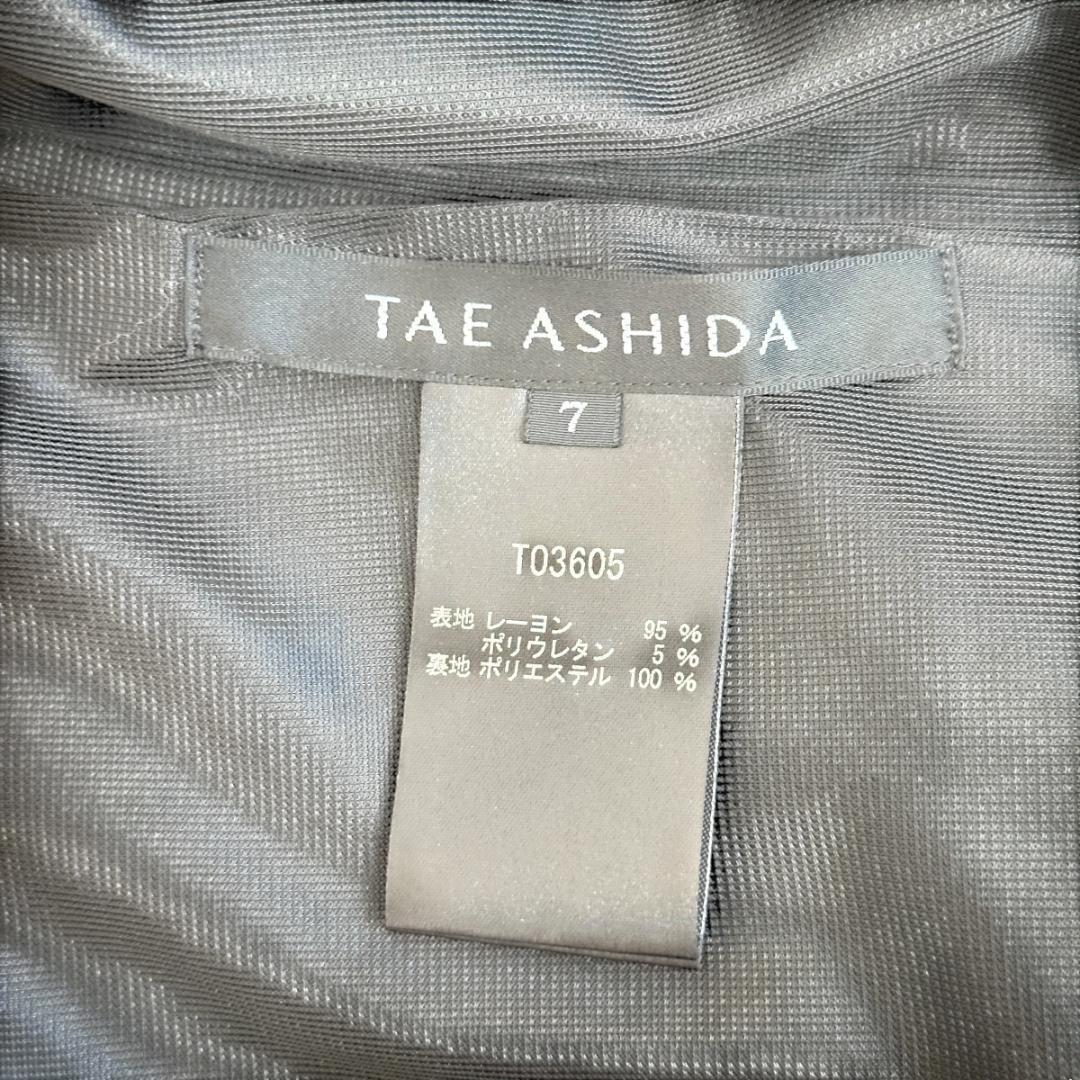 TAE ASHIDA
7
T03605
表地 レーヨン 95 %
ポリウレタン 5 %
裏地 ポリエステル 100 %